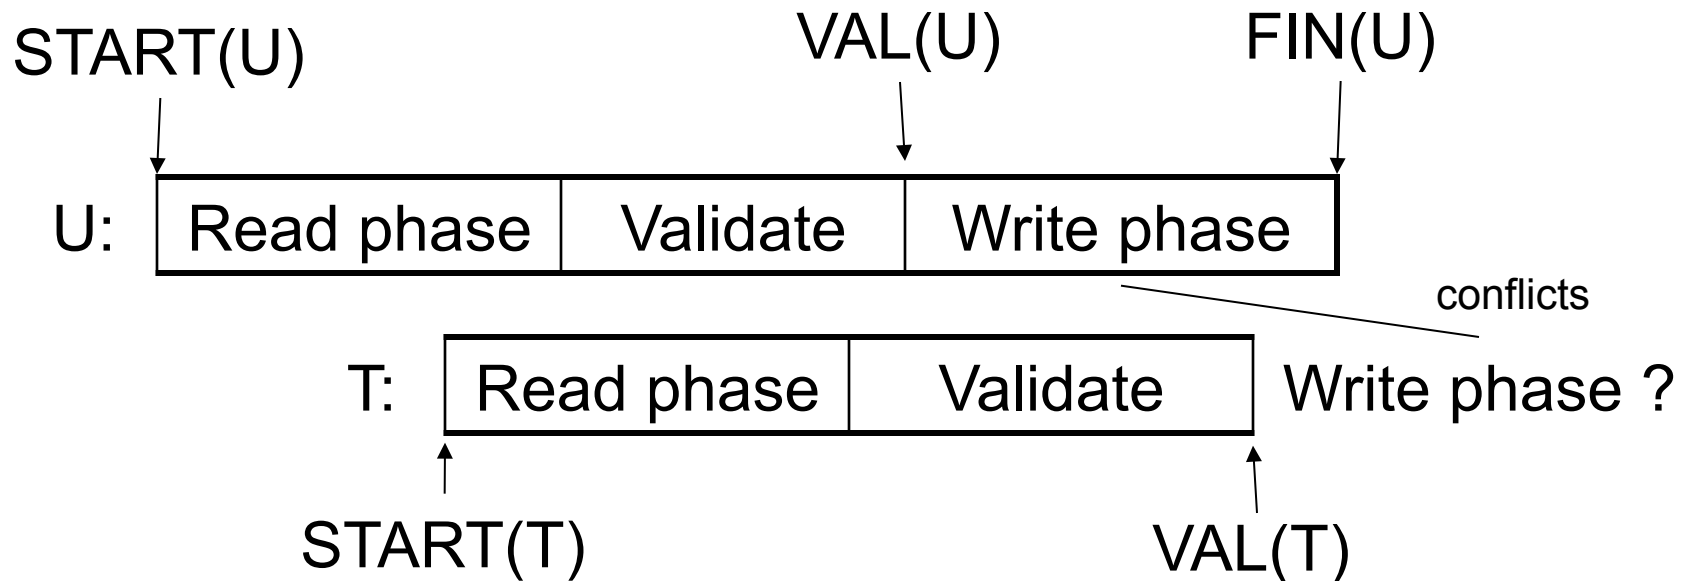 START(U) VAL(U) FIN(U)
U: Read phase Validate Write phase
conflicts
T: Read phase Validate Write phase ?
START(T) VAL(T)